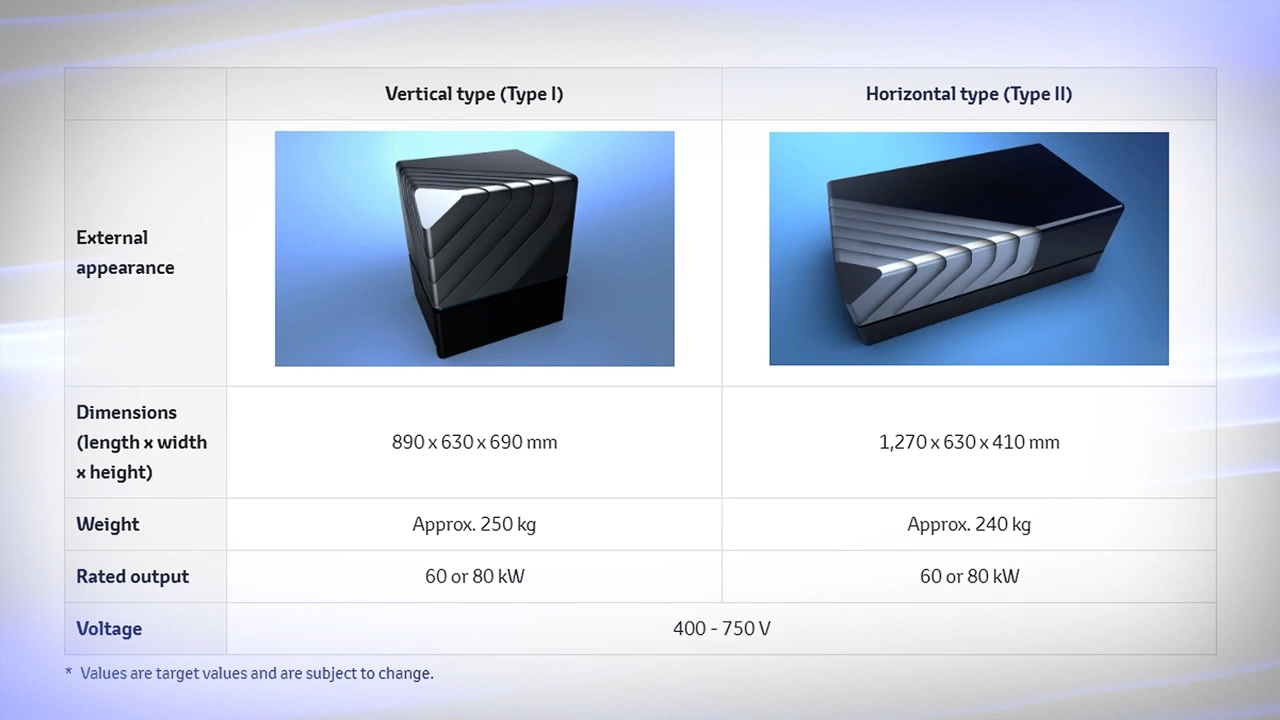 Vertical type (Type I)
Horizontal type (Type II)
External
appearance
Dimensions
(length x width
x height)
890 x 630 x 690 mm
1,270 x 630 x 410 mm
Weight
Approx. 250 kg
Approx. 240 kg
Rated output
60 or 80 kW
60 or 80 kW
Voltage
400 - 750 V
* Values are target values and are subject to change.